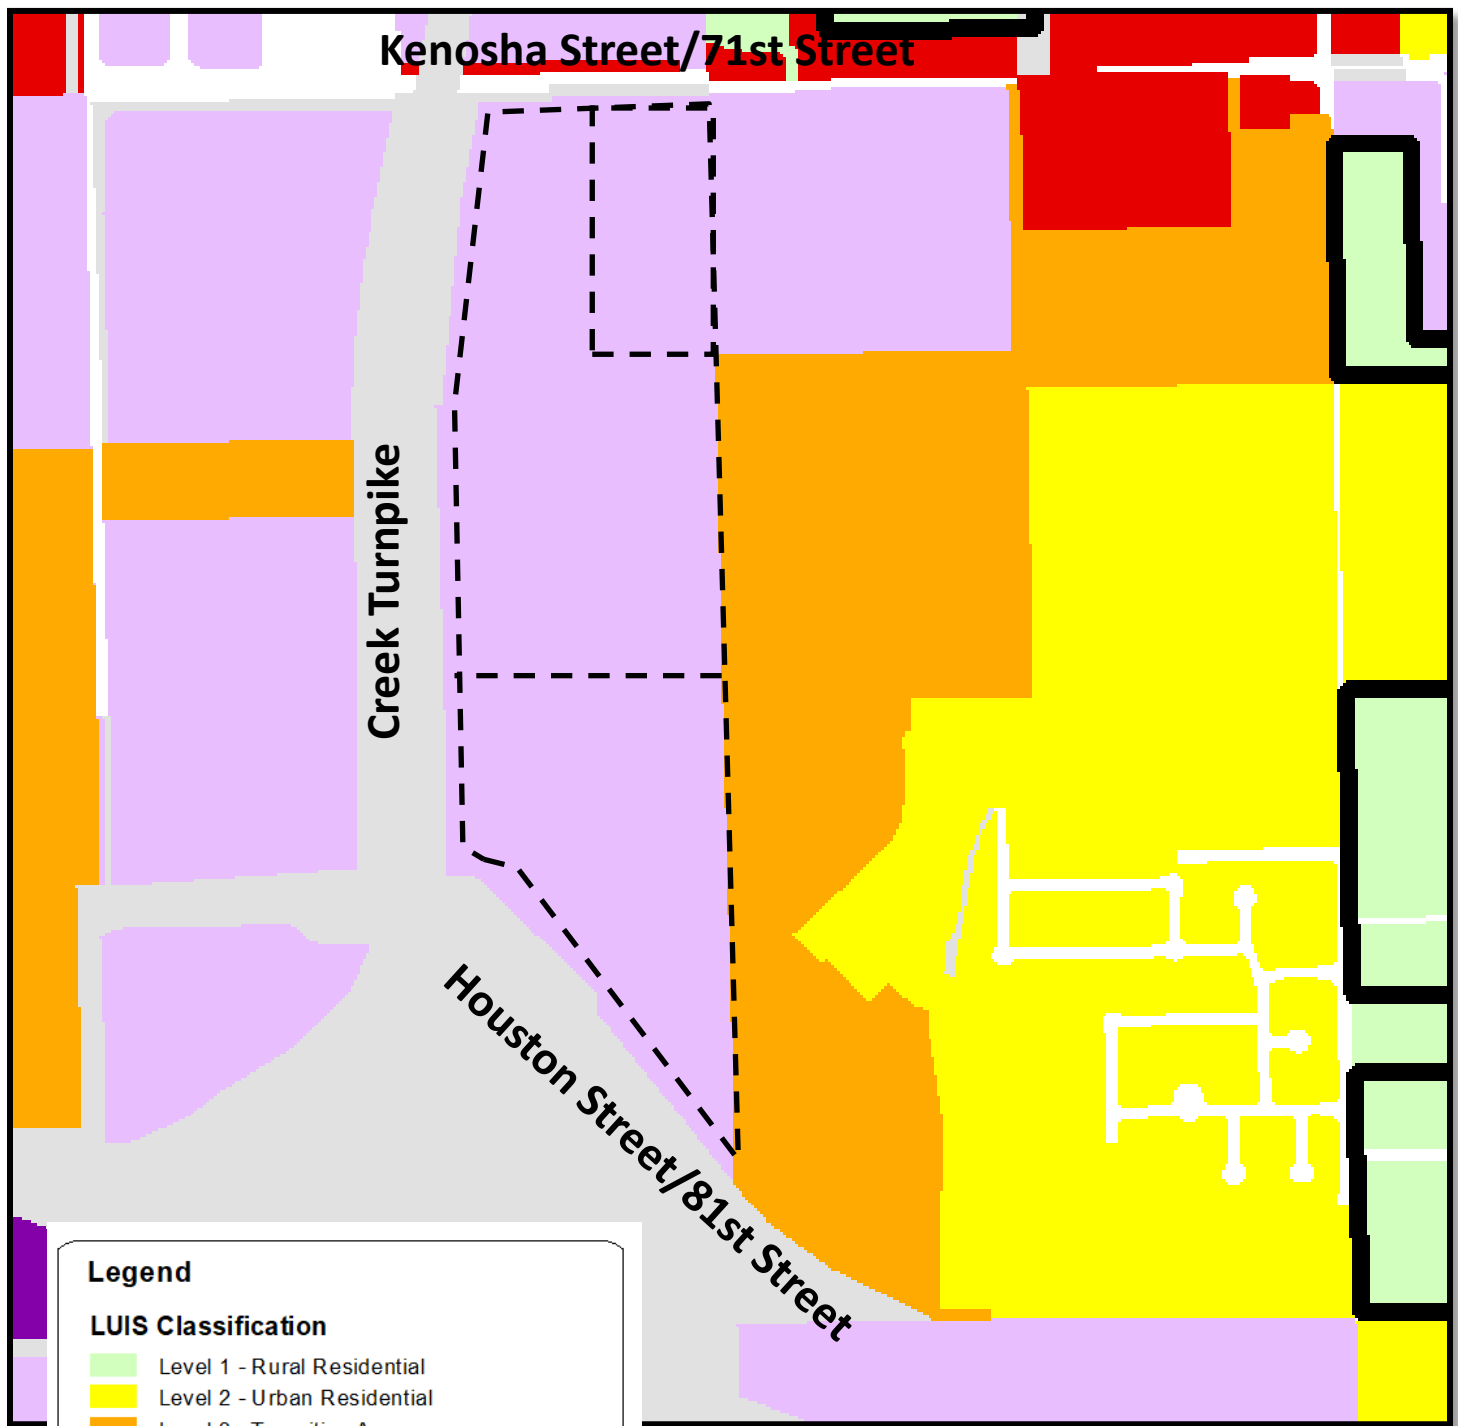 Kenosha Street/71st Street
Creek Turnpike
Houston Street/81st Street
Legend
LUIS Classification
Level 1 - Rural Residential
Level 2 - Urban Residential